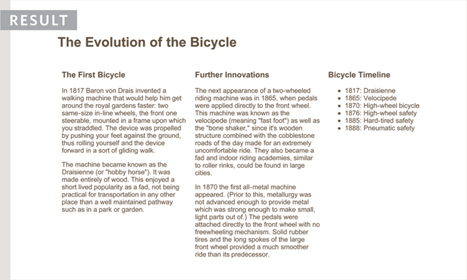 RESULT
The Evolution of the Bicycle
The First Bicycle
In 1817 Baron von Drais invented a
walking machine that would help him get
around the royal gardens faster: two
same-size in-line wheels, the front one
steerable, mounted in a frame upon which
you straddled. The device was propelled
by pushing your feet against the ground,
thus rolling yourself and the device
forward in a sort of gliding walk.
The machine became known as the
Draisienne (or "hobby horse"). It was
made entirely of wood. This enjoyed a
short lived popularity as a fad, not being
practical for transportation in any other
place than a well maintained pathway
such as in a park or garden.
Further Innovations
The next appearance of a two-wheeled
riding machine was in 1865, when pedals
were applied directly to the front wheel.
This machine was known as the
velocipede (meaning "fast foot") as well as
the "bone shaker," since it's wooden
structure combined with the cobblestone
roads of the day made for an extremely
uncomfortable ride. They also became a
fad and indoor riding academies, similar
to roller rinks, could be found in large
cities.
In 1870 the first all-metal machine
appeared. (Prior to this, metallurgy was
not advanced enough to provide metal
which was strong enough to make small,
light parts out of.) The pedals were
attached directly to the front wheel with no
freewheeling mechanism. Solid rubber
tires and the long spokes of the large
front wheel provided a much smoother
ride than its predecessor.
Bicycle Timeline
• 1817: Draisienne
• 1865: Velocipede
• 1870: High-wheel bicycle
• 1876: High-wheel safety
• 1885: Hard-tired safety
• 1888: Pneumatic safety